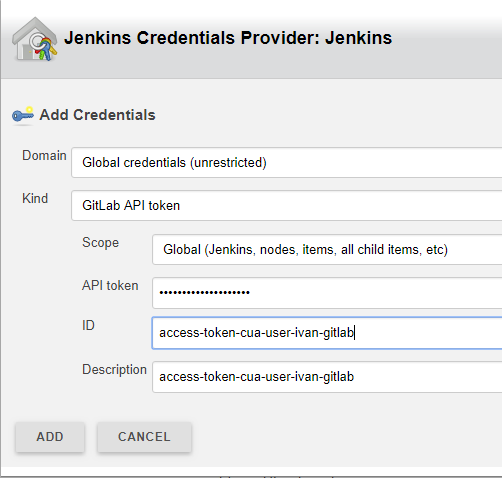 Jenkins Credentials Provider: Jenkins
Add Credentials
Domain
Global credentials (unrestricted)
Kind
GitLab API token
Scope
Global (Jenkins, nodes, items, all child items, etc)
API token
••••••••••••••••••••
ID
access-token-cua-user-ivan-gitlab
Description
access-token-cua-user-ivan-gitlab
ADD
CANCEL